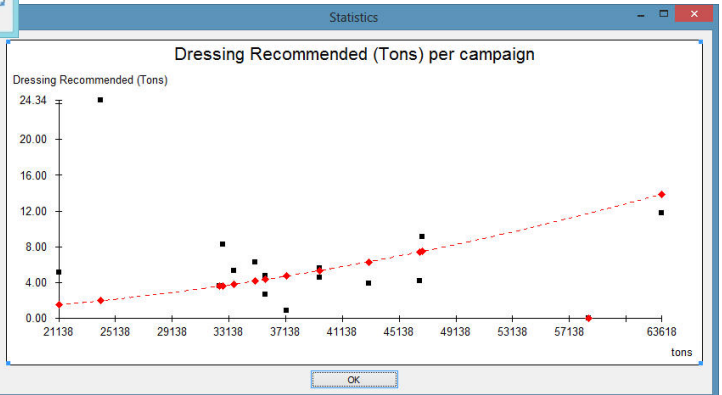 Statistics
Dressing Recommended (Tons) per campaign
Dressing Recommended (Tons)
24.34
20.00
16.00
12.00
8.00
4.00
0.00
21138 25138 29138 33138 37138 41138 45138 49138 53138 57138 63618
tons
OK